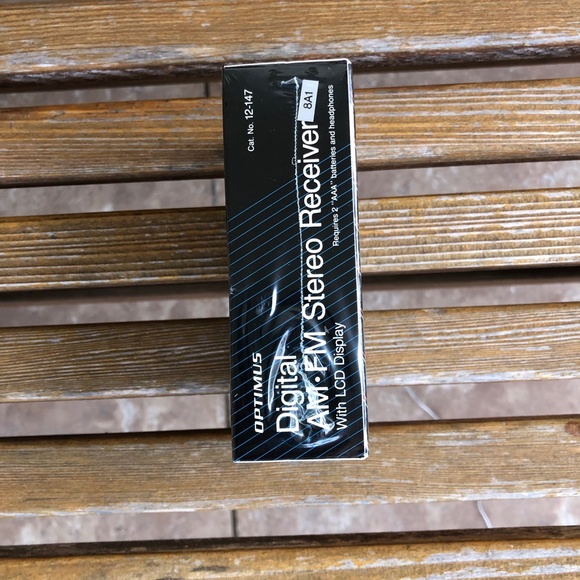 OPTIMUS
Cat. No. 12-147
Digital
AM·FM Stereo Receiver
8A1
With LCD Display
Requires 2 "AAA" batteries and headphones